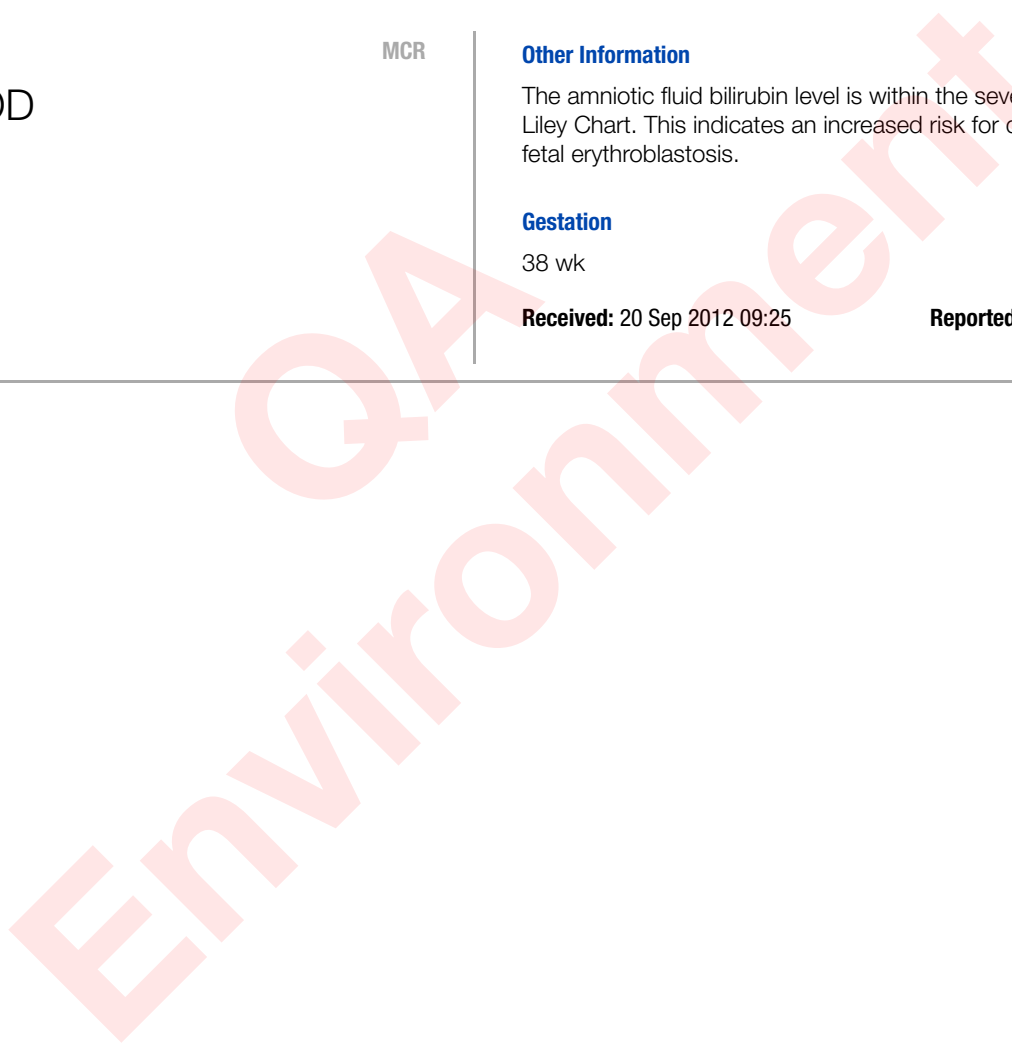 MCR
OD
Other Information
The amniotic fluid bilirubin level is within the
Liley Chart. This indicates an increased risk for
fetal erythroblastosis.
Gestation
38 wk
Received: 20 Sep 2012 09:25
Reported
QA
Environment